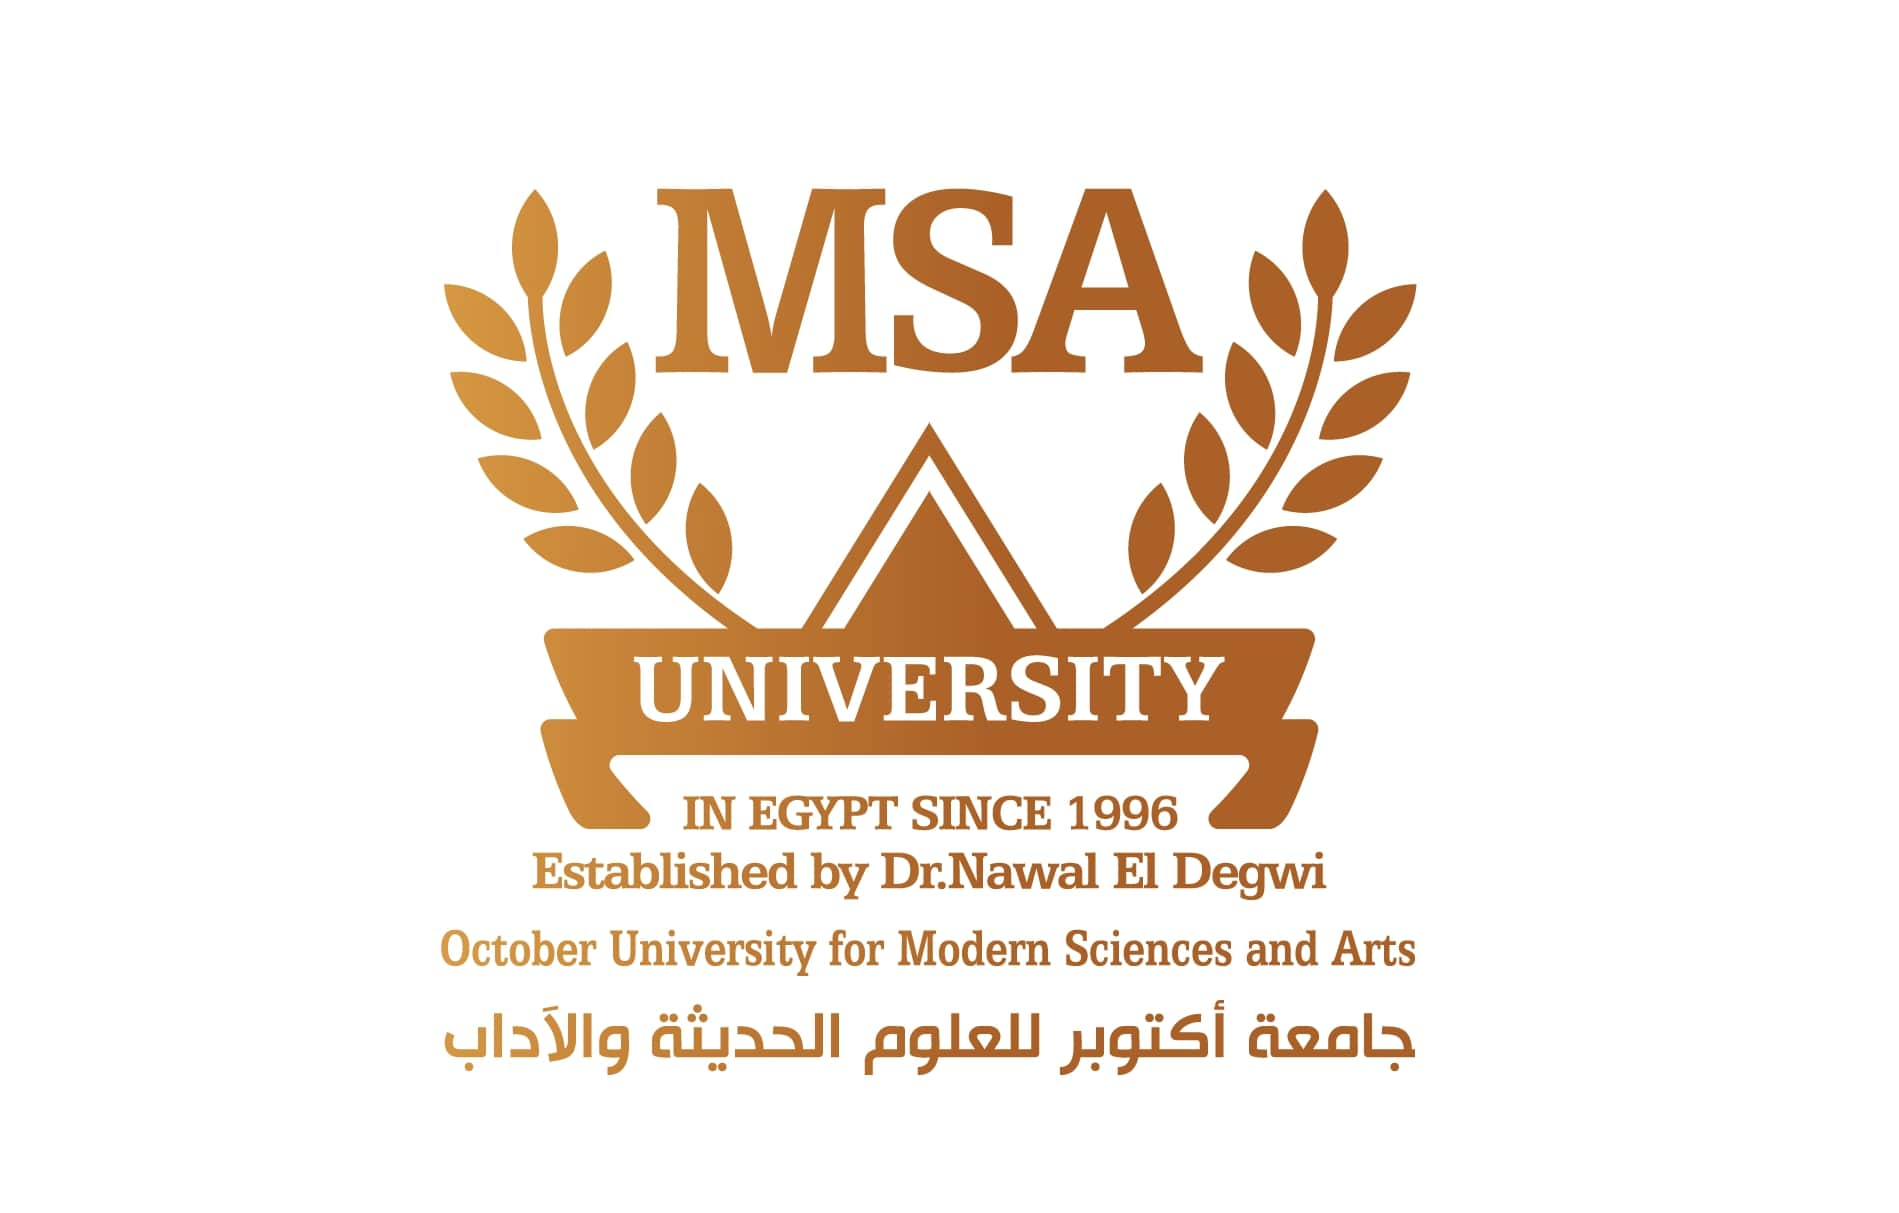 MSA
UNIVERSITY
IN EGYPT SINCE 1996
Established by Dr.Nawal El Degwi
October University for Modern Sciences and Arts
جامعة أكتوبر للعلوم الحديثة والآداب